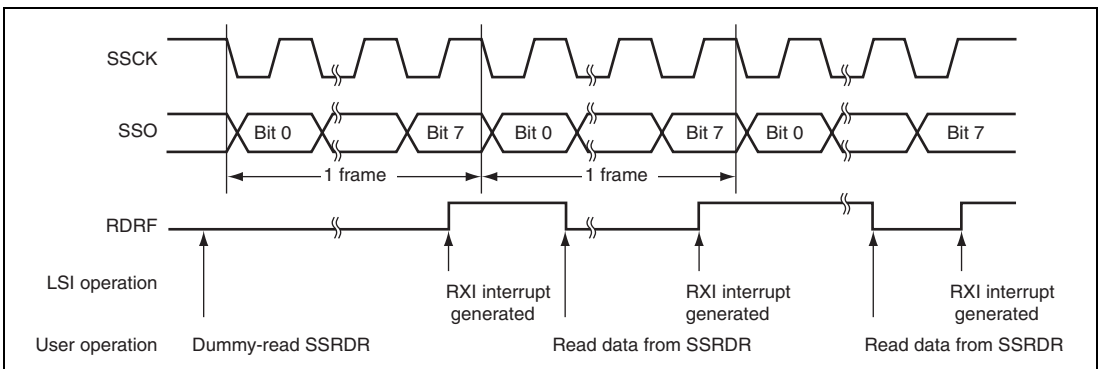 SSCK
SSO
Bit 0
Bit 7
Bit 0
Bit 7
Bit 0
Bit 7
1 frame
1 frame
RDRF
LSI operation
RXI interrupt
generated
RXI interrupt
generated
RXI interrupt
generated
User operation
Dummy-read SSRDR
Read data from SSRDR
Read data from SSRDR